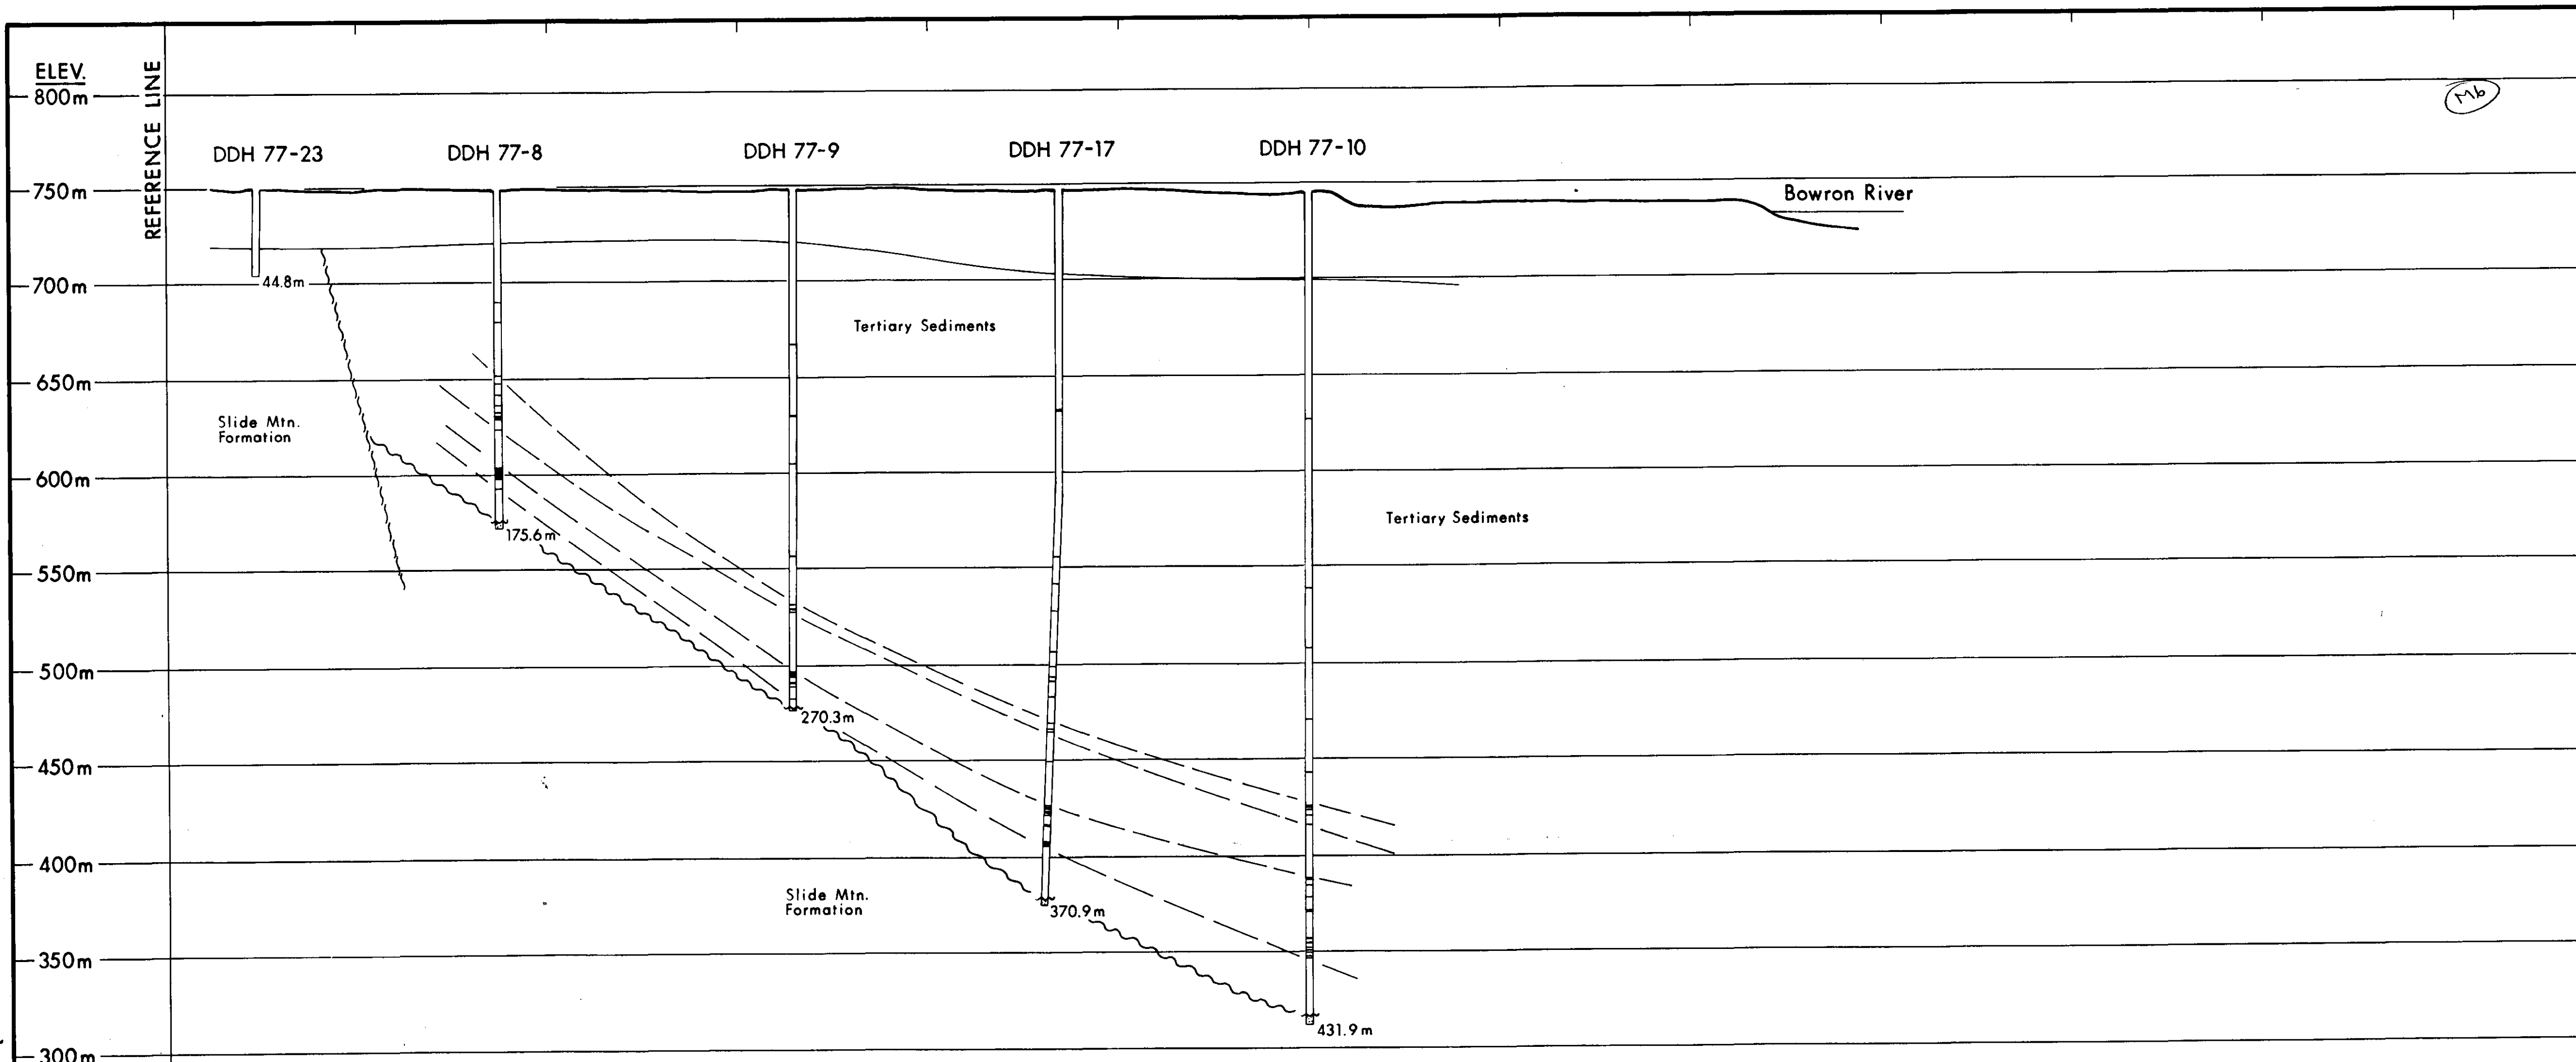 ELEV.
800m
REFERENCE LINE
Mb
DDH 77-23
DDH 77-8
DDH 77-9
DDH 77-17
DDH 77-10
750m
Bowron River
700m
44.8m
Tertiary Sediments
650m
Slide Mtn.
Formation
600m
Tertiary Sediments
175.6m
550m
500m
270.3m
450m
400m
Slide Mtn.
Formation
370.9m
350m
431.9m
300m